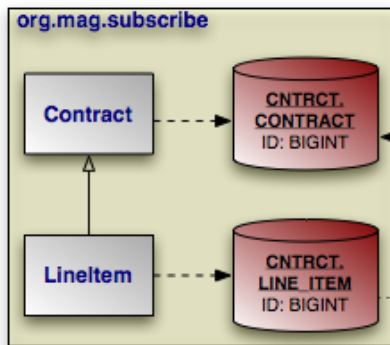 org.mag.subscribe
Contract
CNTRCT.
CONTRACT
ID: BIGINT
LineItem
CNTRCT.
LINE_ITEM
ID: BIGINT